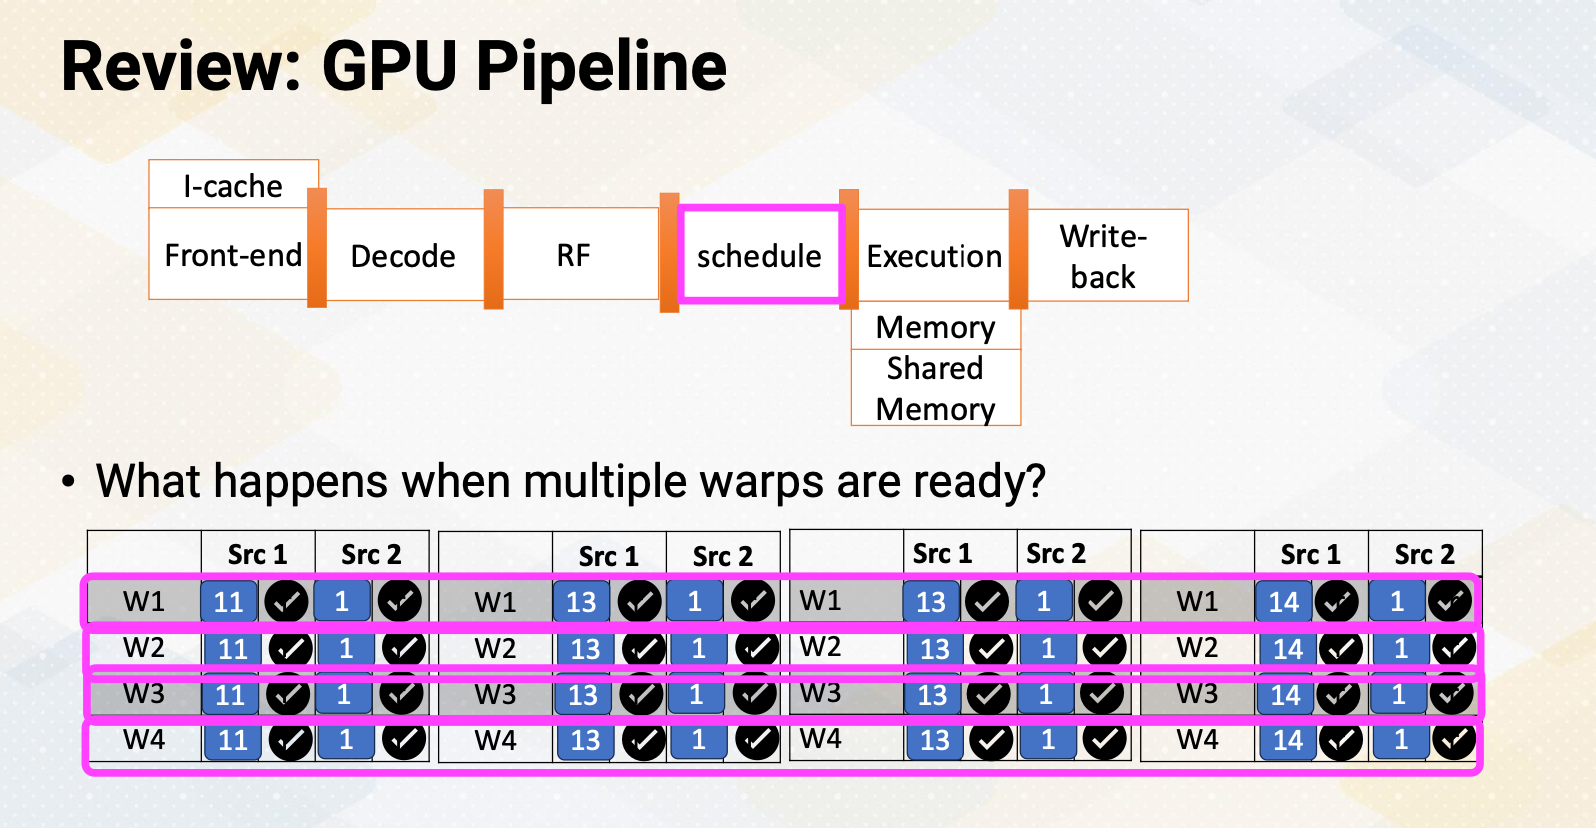 Review: GPU Pipeline
I-cache
Front-end
Decode
RF
schedule
Execution
Write-
back
Memory
Shared
Memory
• What happens when multiple warps are ready?
Src 1 Src 2 Src 1 Src 2 Src 1 Src 2 Src 1 Src 2
W1 11 1 W1 13 1 W1 13 1 W1 14 1
W2 11 1 W2 13 1 W2 13 1 W2 14 1
W3 11 1 W3 13 1 W3 13 1 W3 14 1
W4 11 1 W4 13 1 W4 13 1 W4 14 1